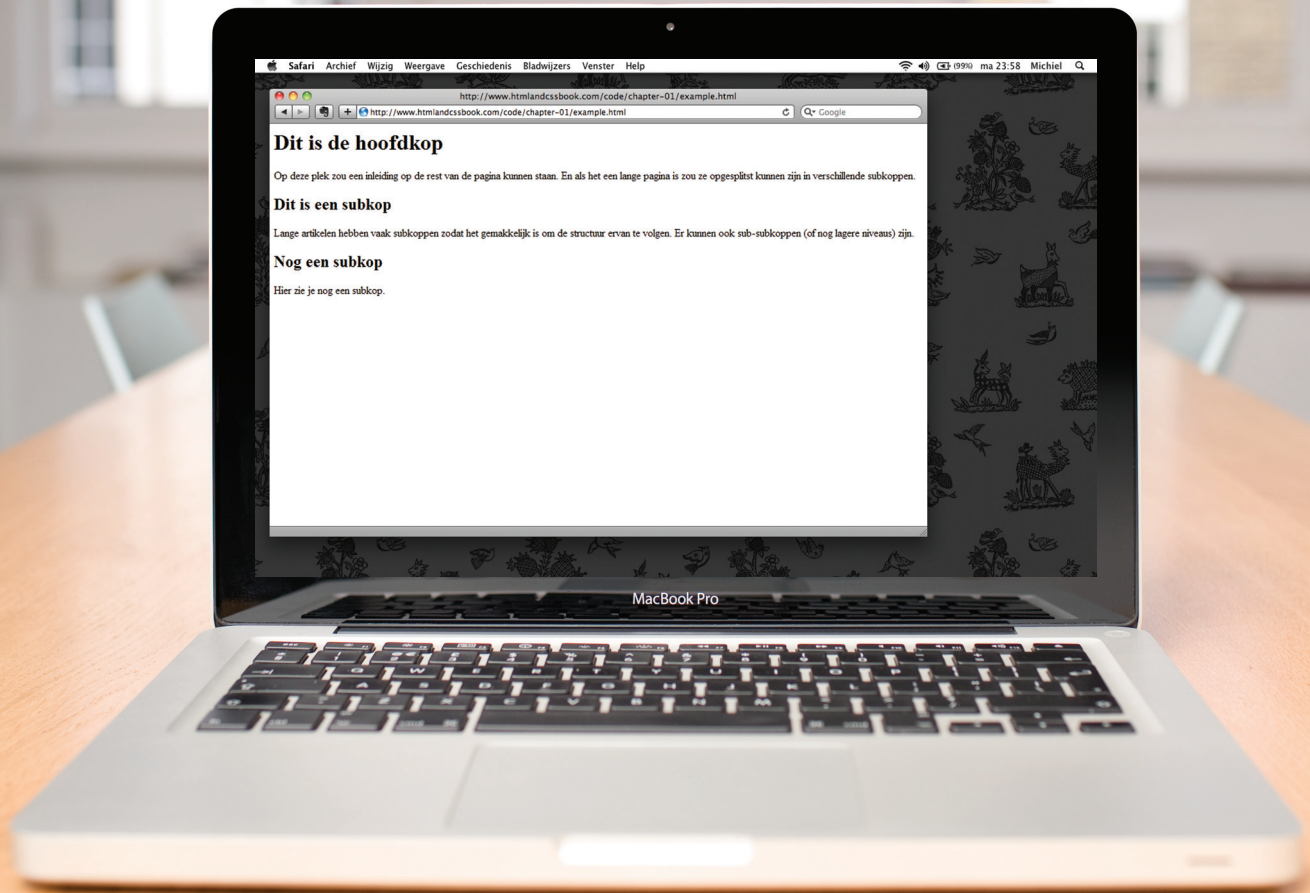 Safari Archief Wijzig Weergave Geschiedenis Bladwijzers Venster Help (99%) ma 23:58 Michiel
http://www.htmlandcssbook.com/code/chapter-01/example.html
http://www.htmlandcssbook.com/code/chapter-01/example.html Google
Dit is de hoofdkop
Op deze plek zou een inleiding op de rest van de pagina kunnen staan. En als het een lange pagina is zou ze opgesplitst kunnen zijn in verschillende subkoppen.
Dit is een subkop
Lange artikelen hebben vaak subkoppen zodat het gemakkelijk is om de structuur ervan te volgen. Er kunnen ook sub-subkoppen (of nog lagere niveaus) zijn.
Nog een subkop
Hier zie je nog een subkop.
MacBook Pro